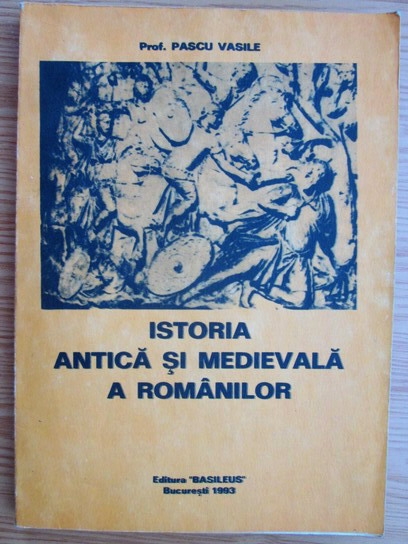 Prof. PASCU VASILE
ISTORIA
ANTICĂ ŞI MEDIEVALĂ
A ROMÂNILOR
Editura "BASILEUS"
Bucureşti 1993